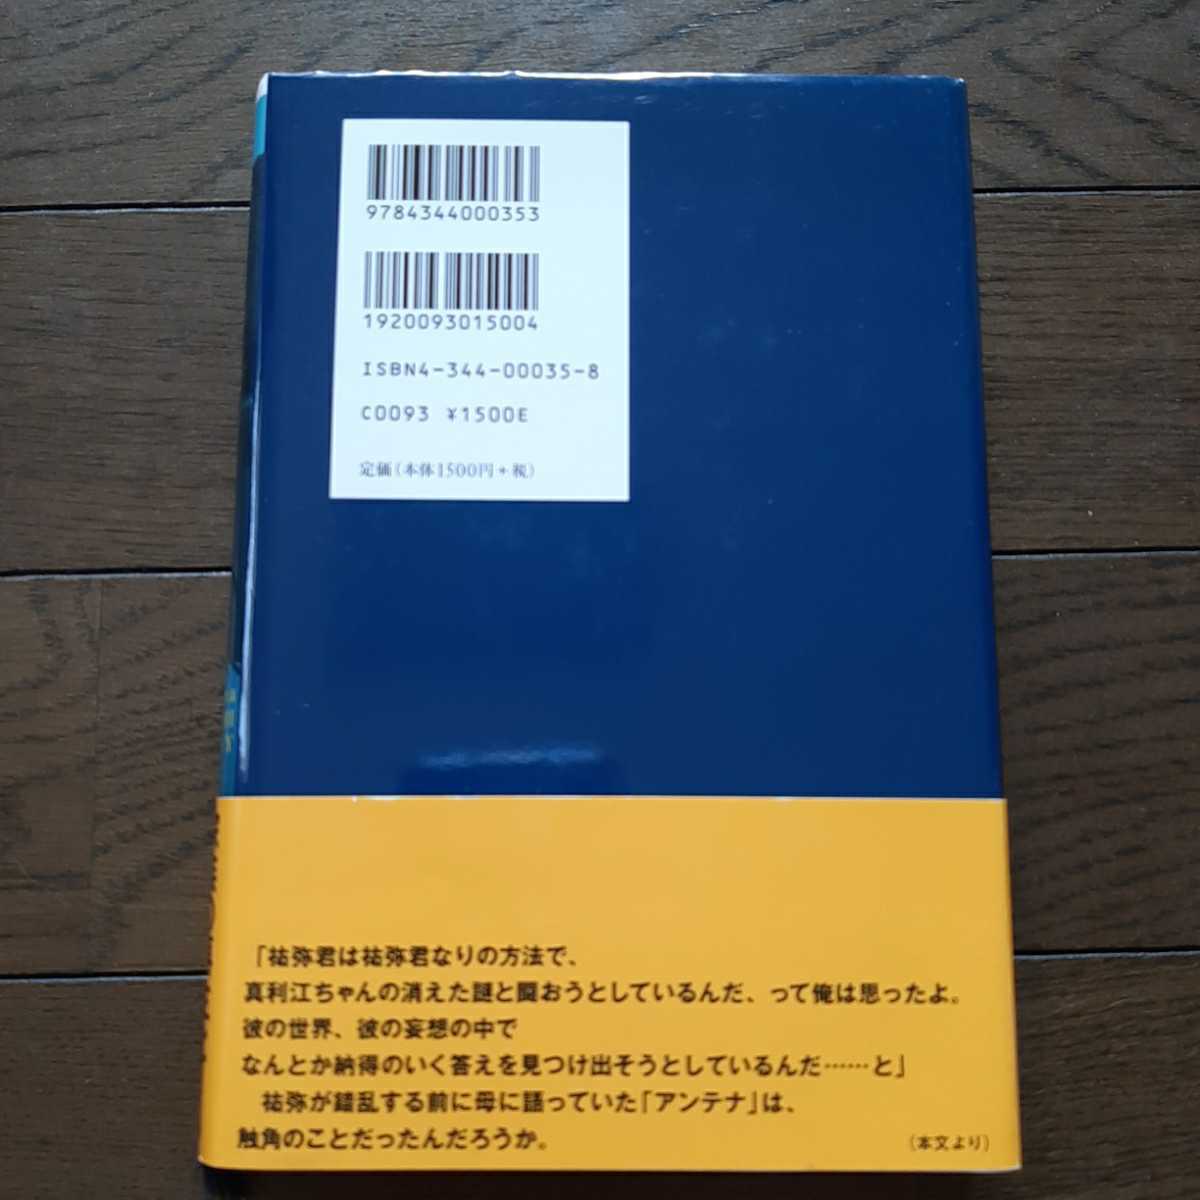 9784344000353
1920093015004
ISBN4-344-00035-8
C0093 ¥1500E
定価(本体1500円+税)
「祐弥君は祐弥君なりの方法で、
真利江ちゃんの消えた謎と闘おうとしているんだ、って俺は思ったよ。
彼の世界、彼の妄想の中で
なんとか納得のいく答えを見つけ出そうとしているんだ……と」
祐弥が錯乱する前に母に語っていた「アンテナ」は、
触角のことだったんだろうか。
(本文より)